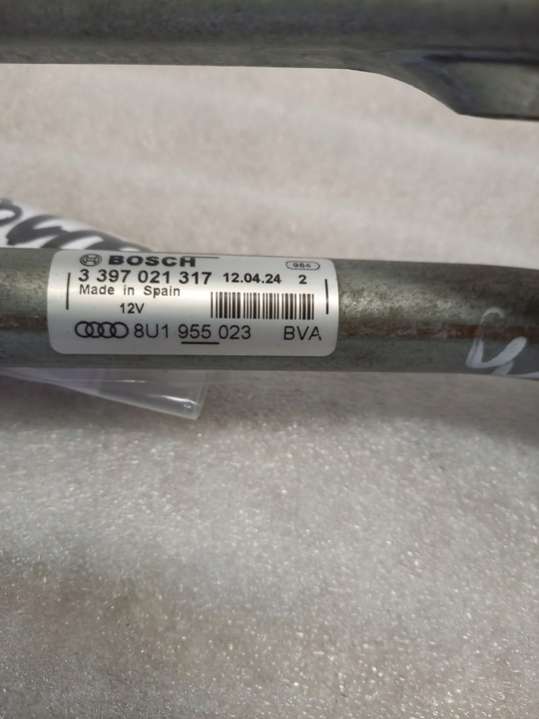 BOSCH
3 397 021 317 12.04.24 2
Made in Spain
12V
8U1 955 023 BVA